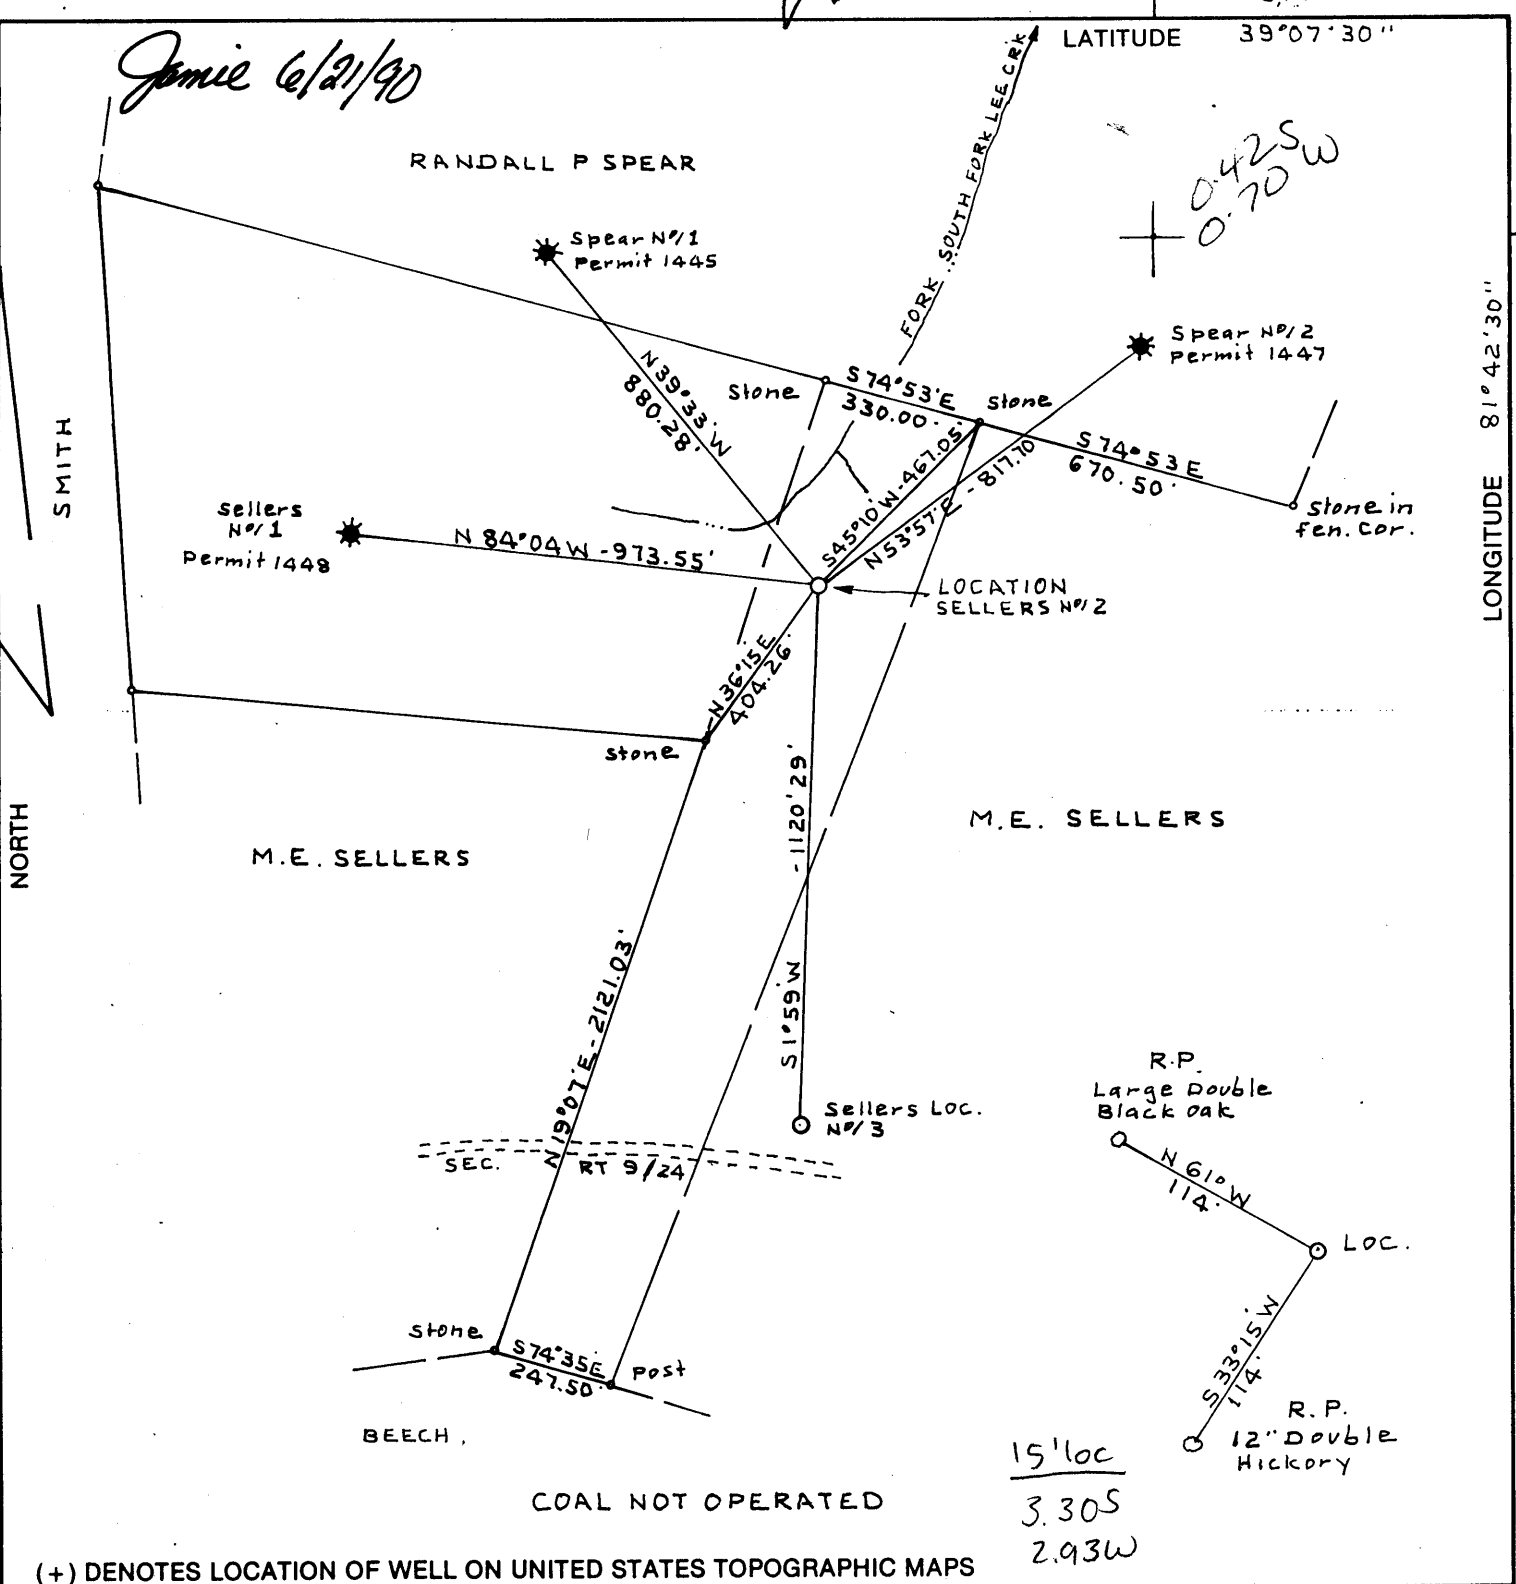 LATITUDE 39°07'30"
Jamie 6/21/90
RANDALL P SPEAR
FORK SOUTH FORK LEE CRK
0.42S
0.70W
Spear Nº/1
Permit 1445
Spear Nº/2
Permit 1447
LONGITUDE 81°42'30"
SMITH
N39°33'W
880.28'
Stone
S74°53'E
330.00'
Stone
S74°53E
670.50'
Stone in
fen. Cor.
S45°10'W-467.05'
N53°57'E - 817.70
Sellers
Nº/1
Permit 1448
N 84°04W -973.55'
LOCATION
SELLERS Nº/2
N36°15E
404.26'
Stone
NORTH
M.E. SELLERS
M.E. SELLERS
S1°59'W -1120'29'
N19°07'E-2121.03'
Sellers Loc.
Nº/3
SEC. RT 9/24
R.P.
Large Double
Black Oak
N 61°W
114'
LOC.
S33°15'W
114'
R.P.
12" Double
Hickory
Stone
S74°35E
247.50'
Post
BEECH
15' loc
3.30S
2.93W
COAL NOT OPERATED
(+) DENOTES LOCATION OF WELL ON UNITED STATES TOPOGRAPHIC MAPS